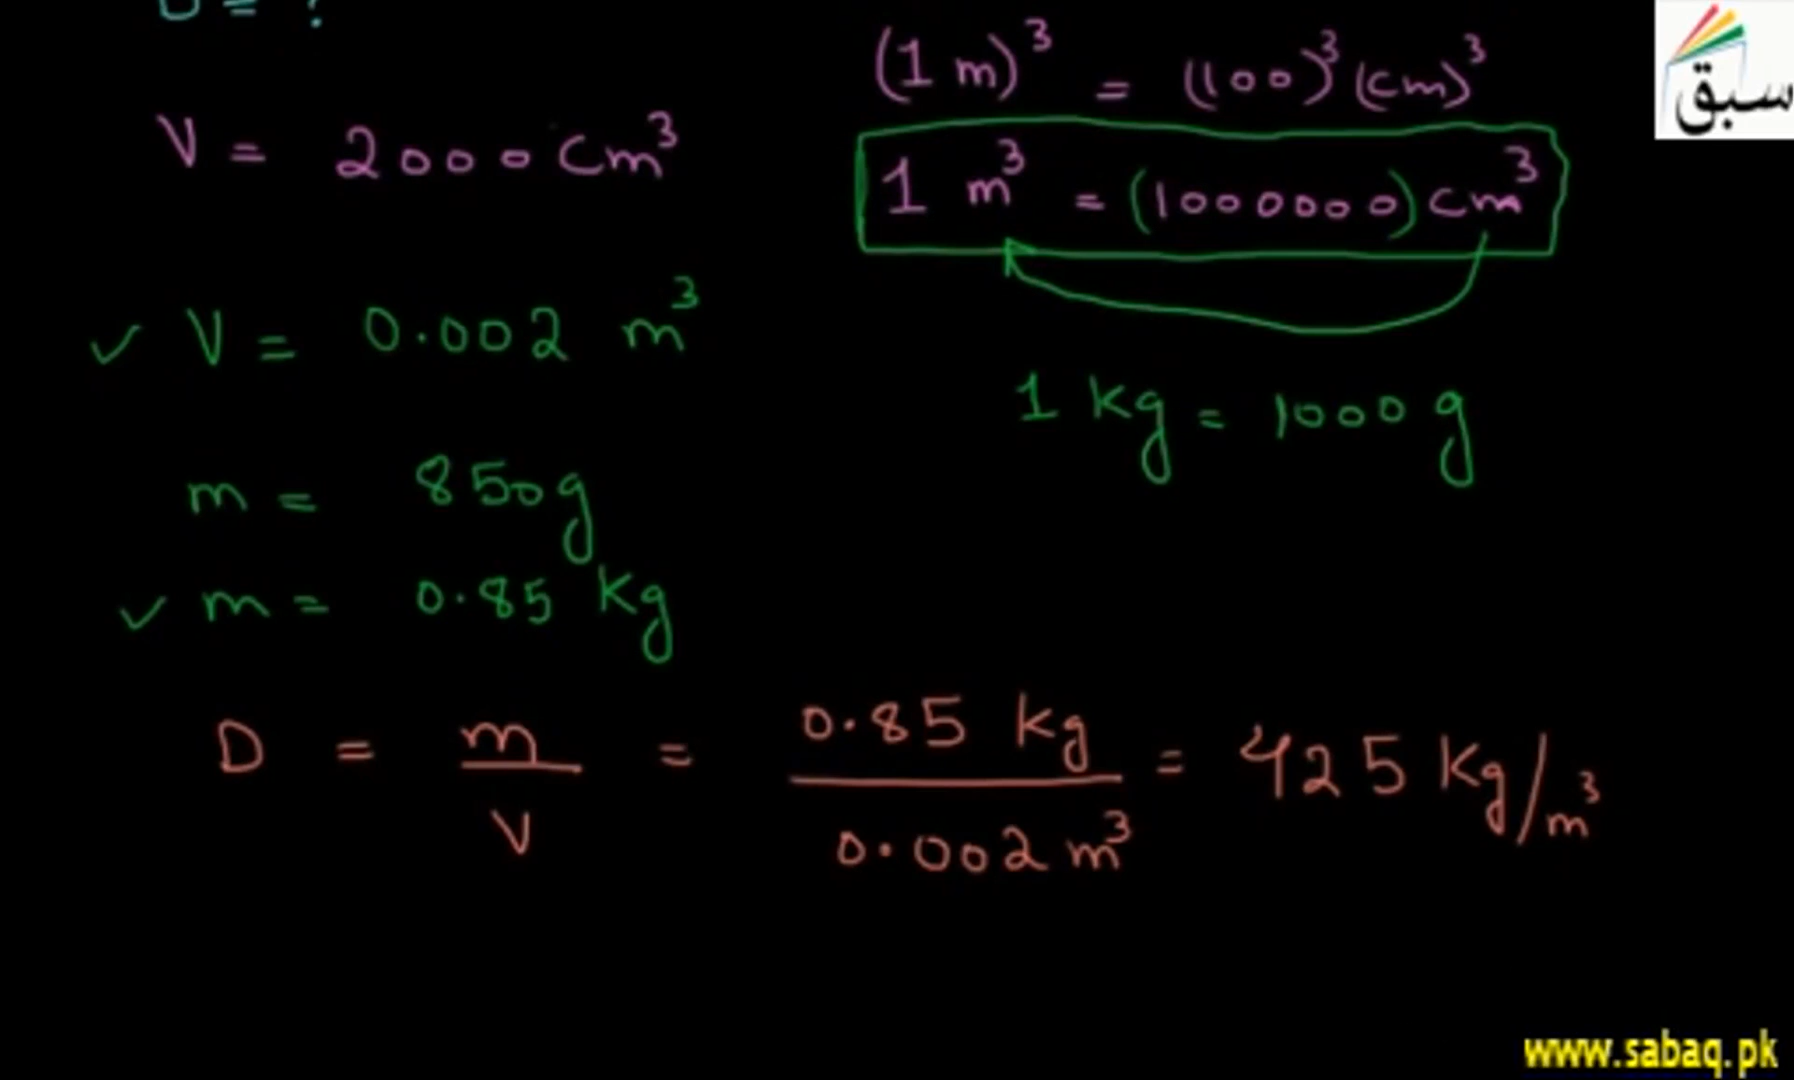 D = ?
(1 m)³ = (100)³ (cm)³
سبق
V = 2000 cm³
1 m³ = (1000000) cm³
✓ V = 0.002 m³
1 kg = 1000 g
m = 850g
✓ m = 0.85 kg
D = m/V = 0.85 kg / 0.002 m³ = 425 kg/m³
www.sabaq.pk